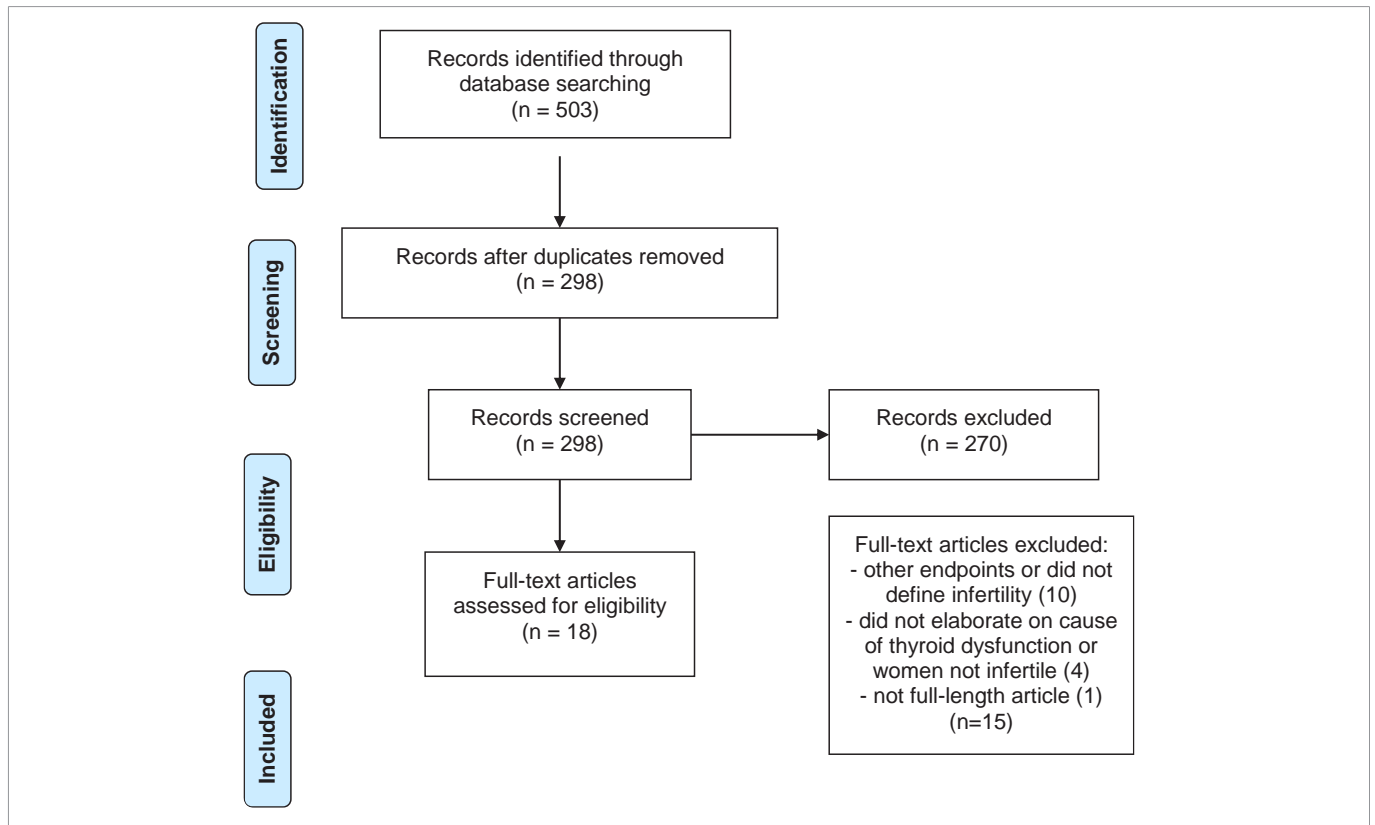 Identification
Records identified through
database searching
(n = 503)
Screening
Records after duplicates removed
(n = 298)
Records screened
(n = 298)
Records excluded
(n = 270)
Eligibility
Full-text articles
assessed for eligibility
(n = 18)
Full-text articles excluded:
- other endpoints or did not
define infertility (10)
- did not elaborate on cause
of thyroid dysfunction or
women not infertile (4)
- not full-length article (1)
(n=15)
Included